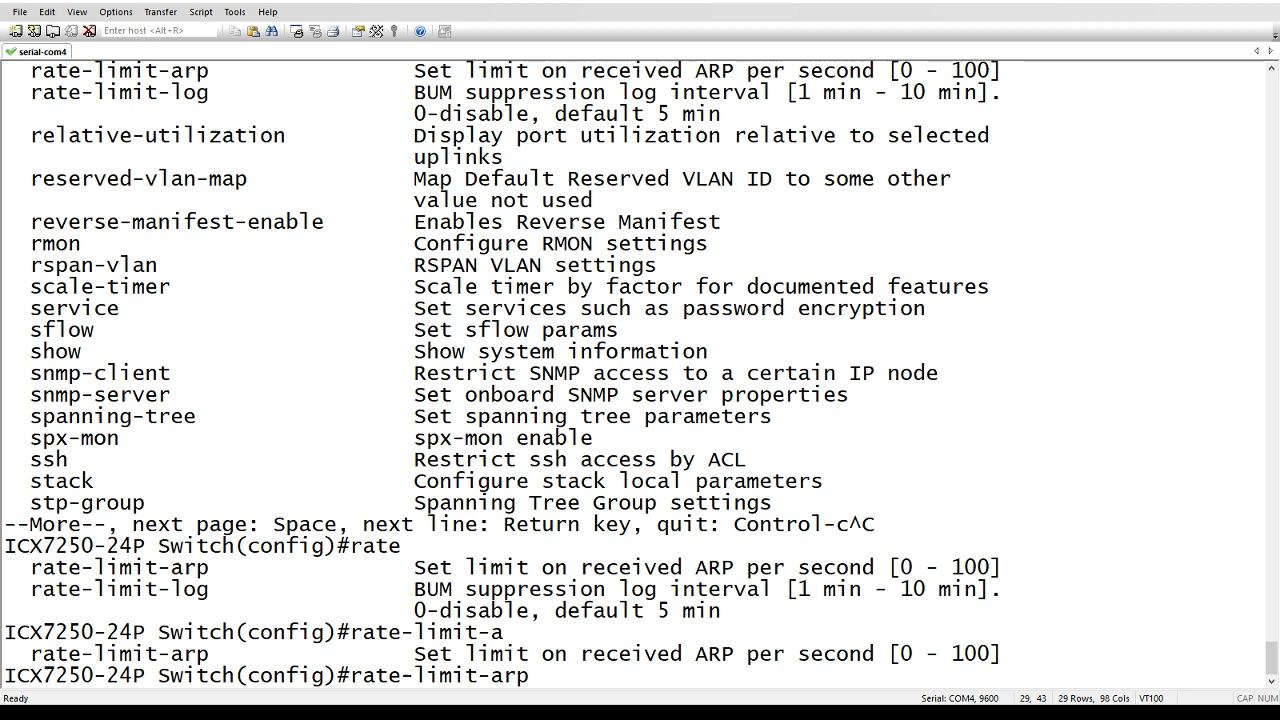 File Edit View Options Transfer Script Tools Help
Enter host <Alt+R>
serial-com4
rate-limit-arp Set limit on received ARP per second [0 - 100]
rate-limit-log BUM suppression log interval [1 min - 10 min].
0-disable, default 5 min
relative-utilization Display port utilization relative to selected
uplinks
reserved-vlan-map Map Default Reserved VLAN ID to some other
value not used
reverse-manifest-enable Enables Reverse Manifest
rmon Configure RMON settings
rspan-vlan RSPAN VLAN settings
scale-timer Scale timer by factor for documented features
service Set services such as password encryption
sflow Set sflow params
show Show system information
snmp-client Restrict SNMP access to a certain IP node
snmp-server Set onboard SNMP server properties
spanning-tree Set spanning tree parameters
spx-mon spx-mon enable
ssh Restrict ssh access by ACL
stack Configure stack local parameters
stp-group Spanning Tree Group settings
--More--, next page: Space, next line: Return key, quit: Control-c^C
ICX7250-24P Switch(config)#rate
rate-limit-arp Set limit on received ARP per second [0 - 100]
rate-limit-log BUM suppression log interval [1 min - 10 min].
0-disable, default 5 min
ICX7250-24P Switch(config)#rate-limit-a
rate-limit-arp Set limit on received ARP per second [0 - 100]
ICX7250-24P Switch(config)#rate-limit-arp
Ready Serial: COM4, 9600 29, 43 29 Rows, 98 Cols VT100 CAP NUM